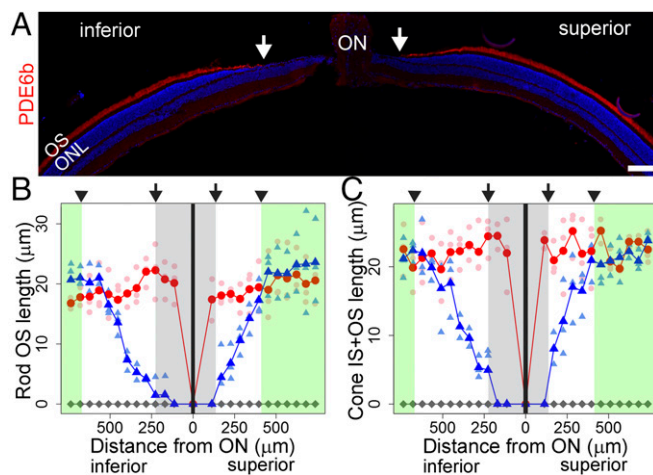 A
inferior
ON
superior
PDE6b
OS
ONL
B
C
Rod OS length (μm)
30
20
10
0
500
250
250
500
Distance from ON (μm)
inferior
superior
Cone IS+OS length (μm)
20
10
0
500
250
250
500
Distance from ON (μm)
inferior
superior